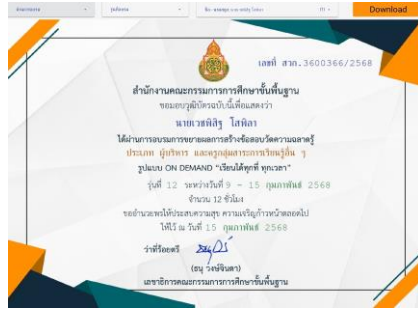 Download
เลขที่ สวก.3600366/2568
สำนักงานคณะกรรมการการศึกษาขั้นพื้นฐาน
ขอมอบวุฒิบัตรฉบับนี้เพื่อแสดงว่า
นายเวชพิสิฐ โสพิลา
ได้ผ่านการอบรมการขยายผลการสร้างข้อสอบวัดความฉลาดรู้
ประเภท ผู้บริหาร และครูกลุ่มสาระการเรียนรู้อื่น ๆ
รูปแบบ ON DEMAND "เรียนได้ทุกที่ ทุกเวลา"
รุ่นที่ 12 ระหว่างวันที่ 9 - 15 กุมภาพันธ์ 2568
จำนวน 12 ชั่วโมง
ขออำนวยพรให้ประสบความสุข ความเจริญก้าวหน้าตลอดไป
ให้ไว้ ณ วันที่ 15 กุมภาพันธ์ 2568
ว่าที่ร้อยตรี
(ธนุ วงษ์จินดา)
เลขาธิการคณะกรรมการการศึกษาขั้นพื้นฐาน